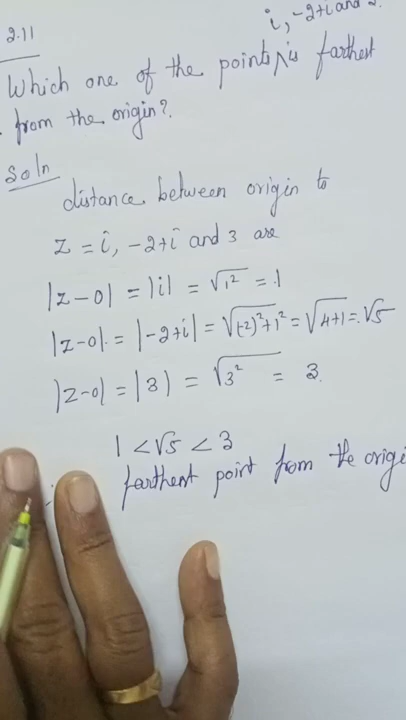 i, -2+i and
2.11
Which one of the points is farthest
from the origin?
Soln
distance between origin to
z = i, -2+i and 3 are
|z-0| = |i| = √1² = 1
|z-0| = |-2+i| = √(-2)²+1² = √4+1 = √5
|z-0| = |3| = √3² = 3
1 < √5 < 3
farthest point from the origi